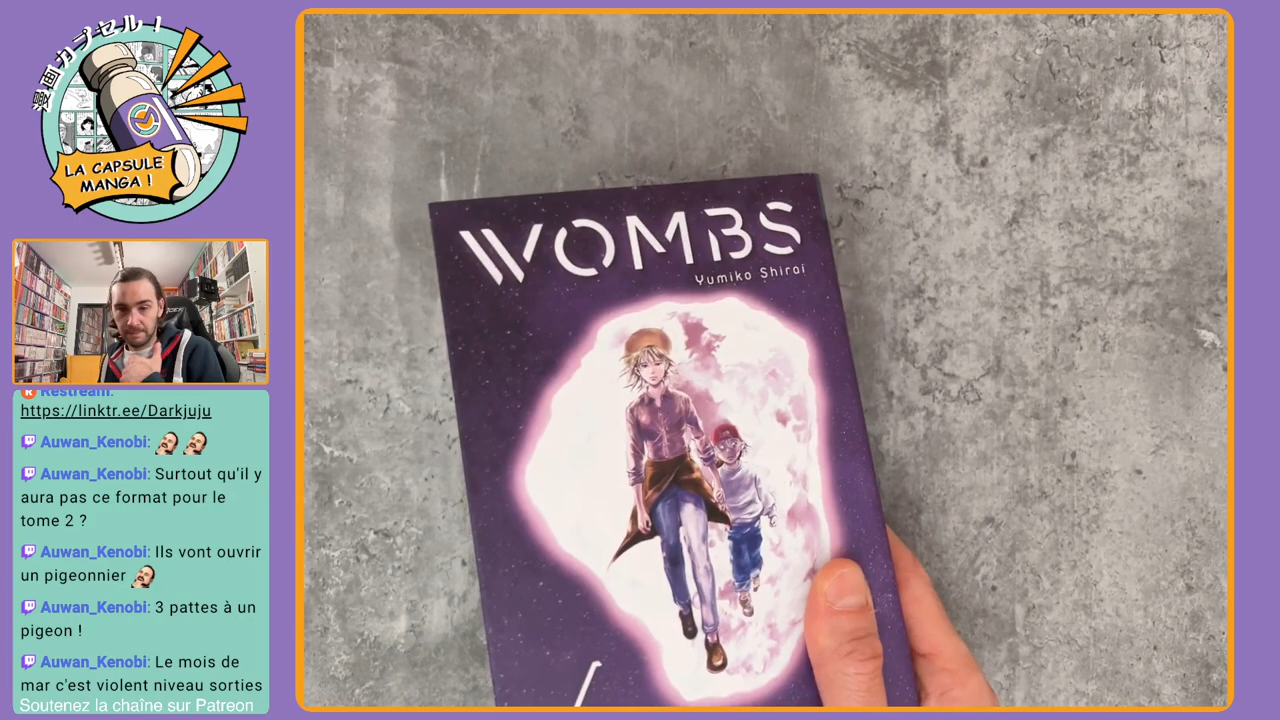 漫画カプセル！
LA CAPSULE
MANGA !
Restream:
https://linktr.ee/Darkjuju
Auwan_Kenobi:
Auwan_Kenobi: Surtout qu'il y
aura pas ce format pour le
tome 2 ?
Auwan_Kenobi: Ils vont ouvrir
un pigeonnier
Auwan_Kenobi: 3 pattes à un
pigeon !
Auwan_Kenobi: Le mois de
mar c'est violent niveau sorties
Soutenez la chaîne sur Patreon
WOMBS
Yumiko Shirai